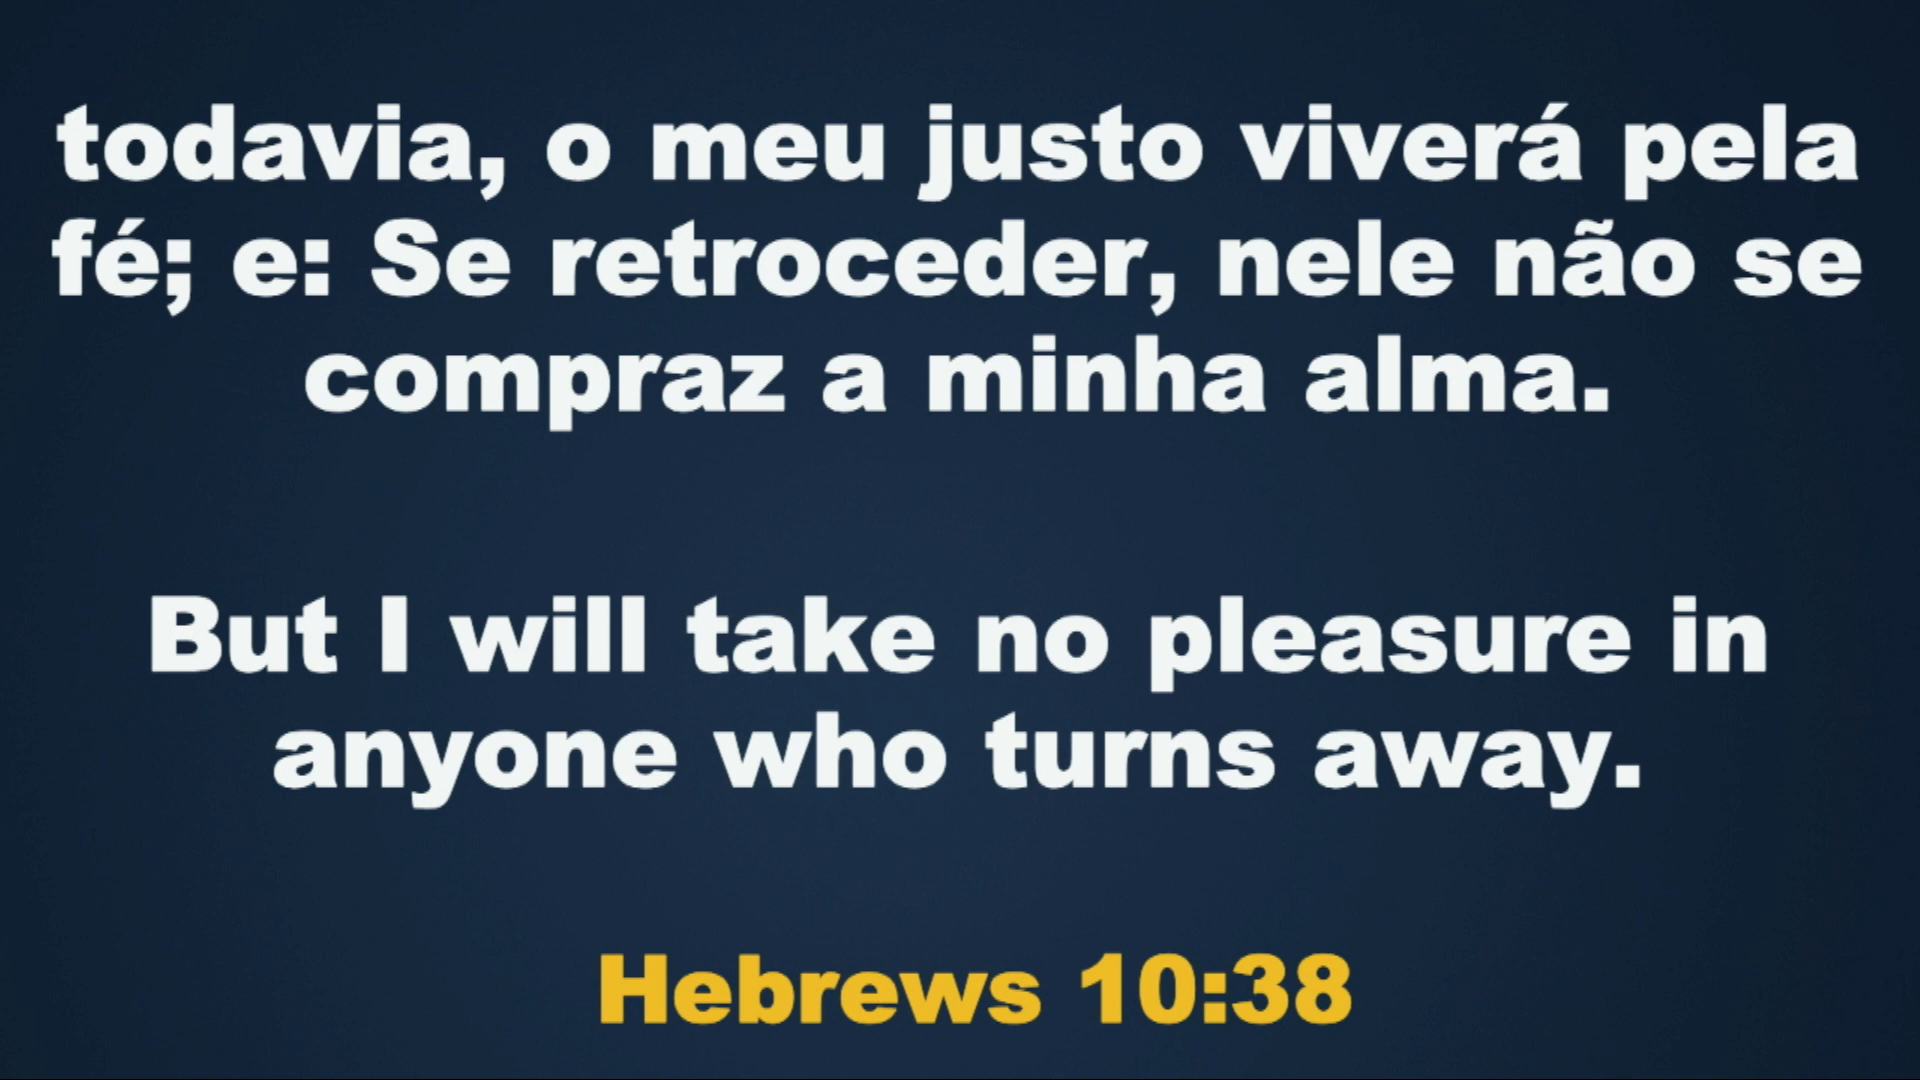 todavia, o meu justo viverá pela
fé; e: Se retroceder, nele não se
compraz a minha alma.
But I will take no pleasure in
anyone who turns away.
Hebrews 10:38